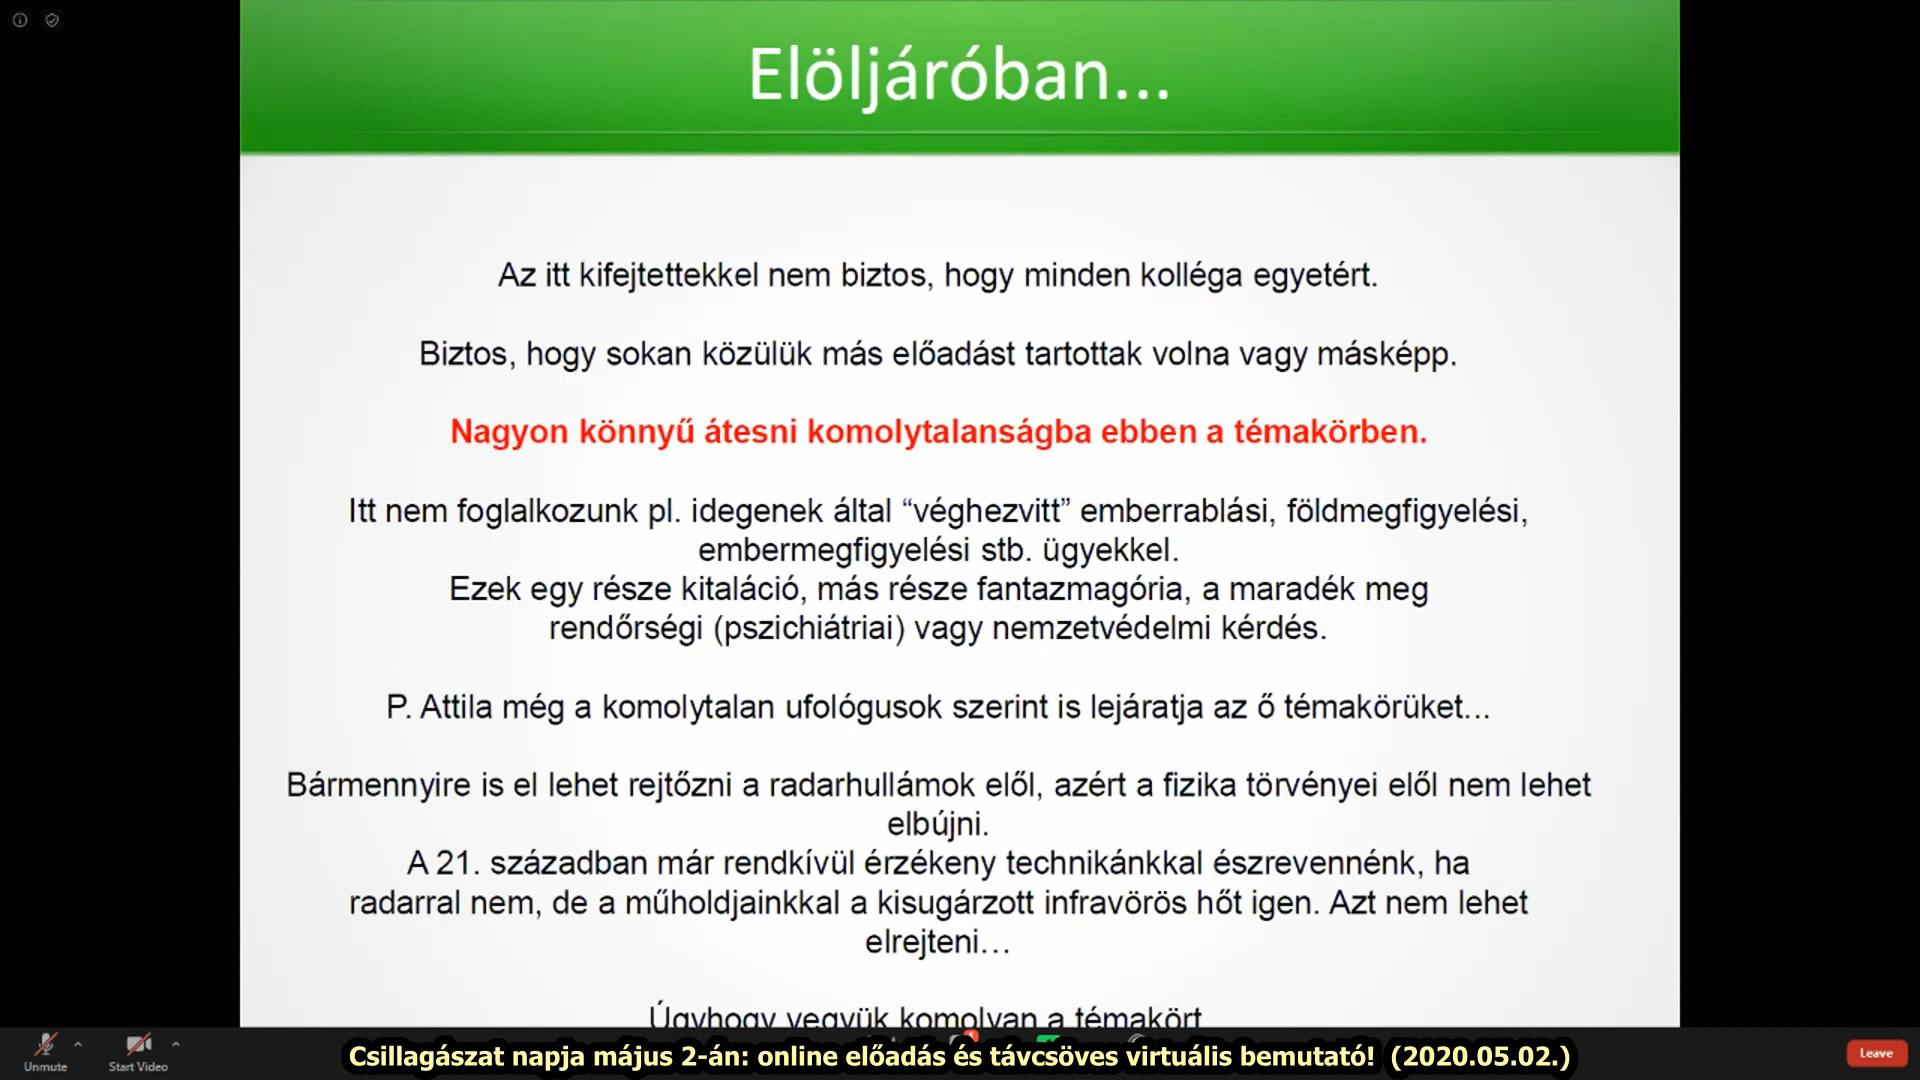 Elöljáróban...
Az itt kifejtettekkel nem biztos, hogy minden kolléga egyetért.
Biztos, hogy sokan közülük más előadást tartottak volna vagy másképp.
Nagyon könnyű átesni komolytalanságba ebben a témakörben.
Itt nem foglalkozunk pl. idegenek által “véghezvitt” emberrablási, földmegfigyelési,
embermegfigyelési stb. ügyekkel.
Ezek egy része kitaláció, más része fantazmagória, a maradék meg
rendőrségi (pszichiátriai) vagy nemzetvédelmi kérdés.
P. Attila még a komolytalan ufológusok szerint is lejáratja az ő témakörüket...
Bármennyire is el lehet rejtőzni a radarhullámok elől, azért a fizika törvényei elől nem lehet
elbújni.
A 21. században már rendkívül érzékeny technikánkkal észrevennénk, ha
radarral nem, de a műholdjainkkal a kisugárzott infravörös hőt igen. Azt nem lehet
elrejteni…
Úgyhogy vegyük komolyan a témakört
Unmute
Start Video
Csillagászat napja május 2-án: online előadás és távcsöves virtuális bemutató! (2020.05.02.)
Leave